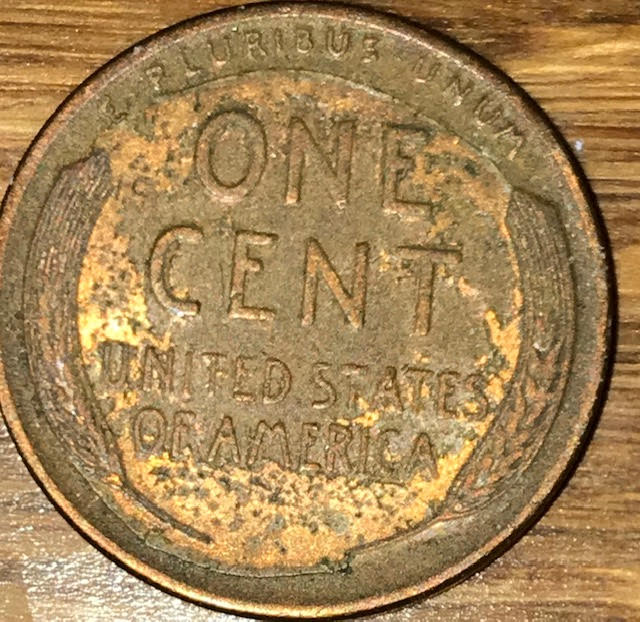 E PLURIBUS UNUM
ONE
CENT
UNITED STATES
OF AMERICA